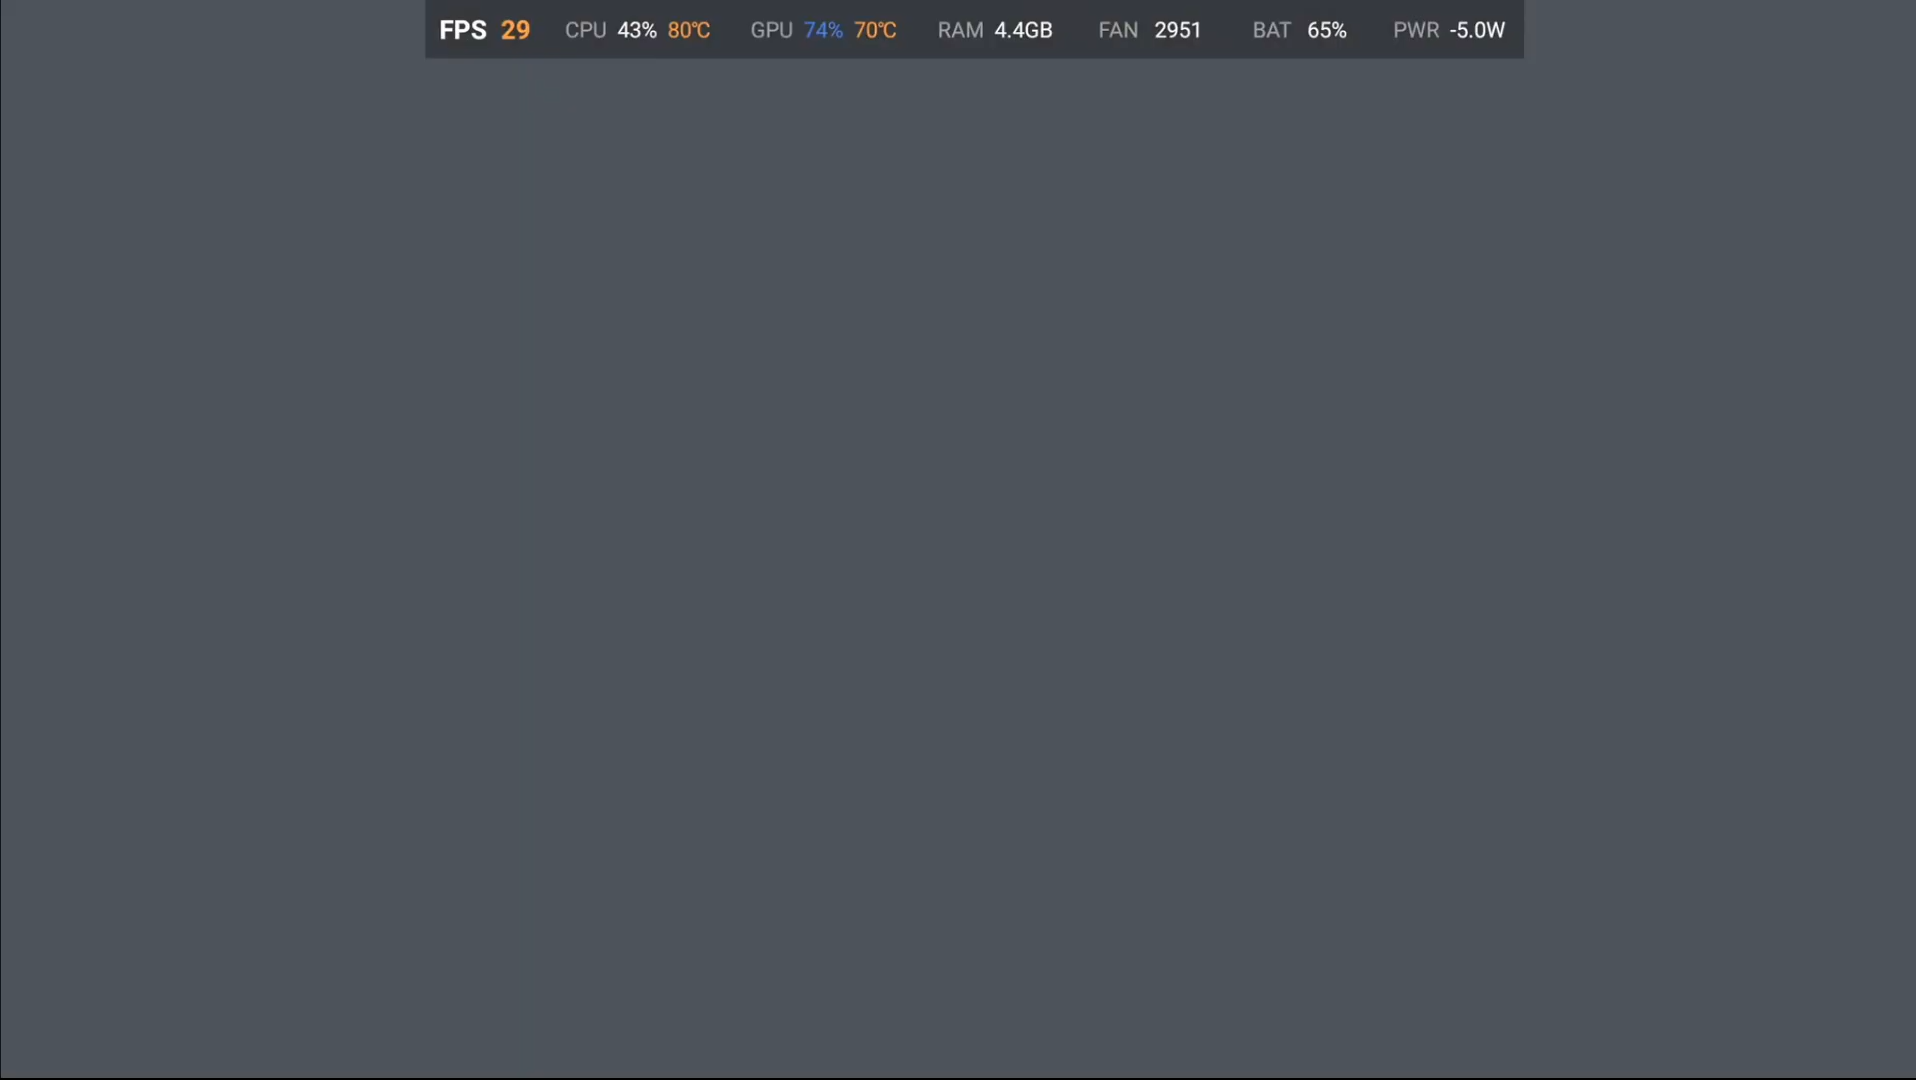 FPS 29 CPU 43% 80℃ GPU 74% 70℃ RAM 4.4GB FAN 2951 BAT 65% PWR -5.0W